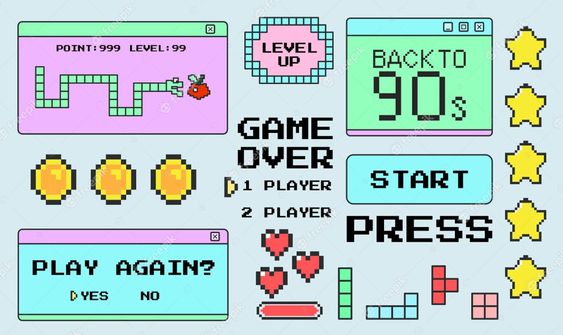 POINT:999 LEVEL:99
LEVEL
UP
BACK TO
90s
GAME
OVER
1 PLAYER
2 PLAYER
START
PRESS
PLAY AGAIN?
YES NO